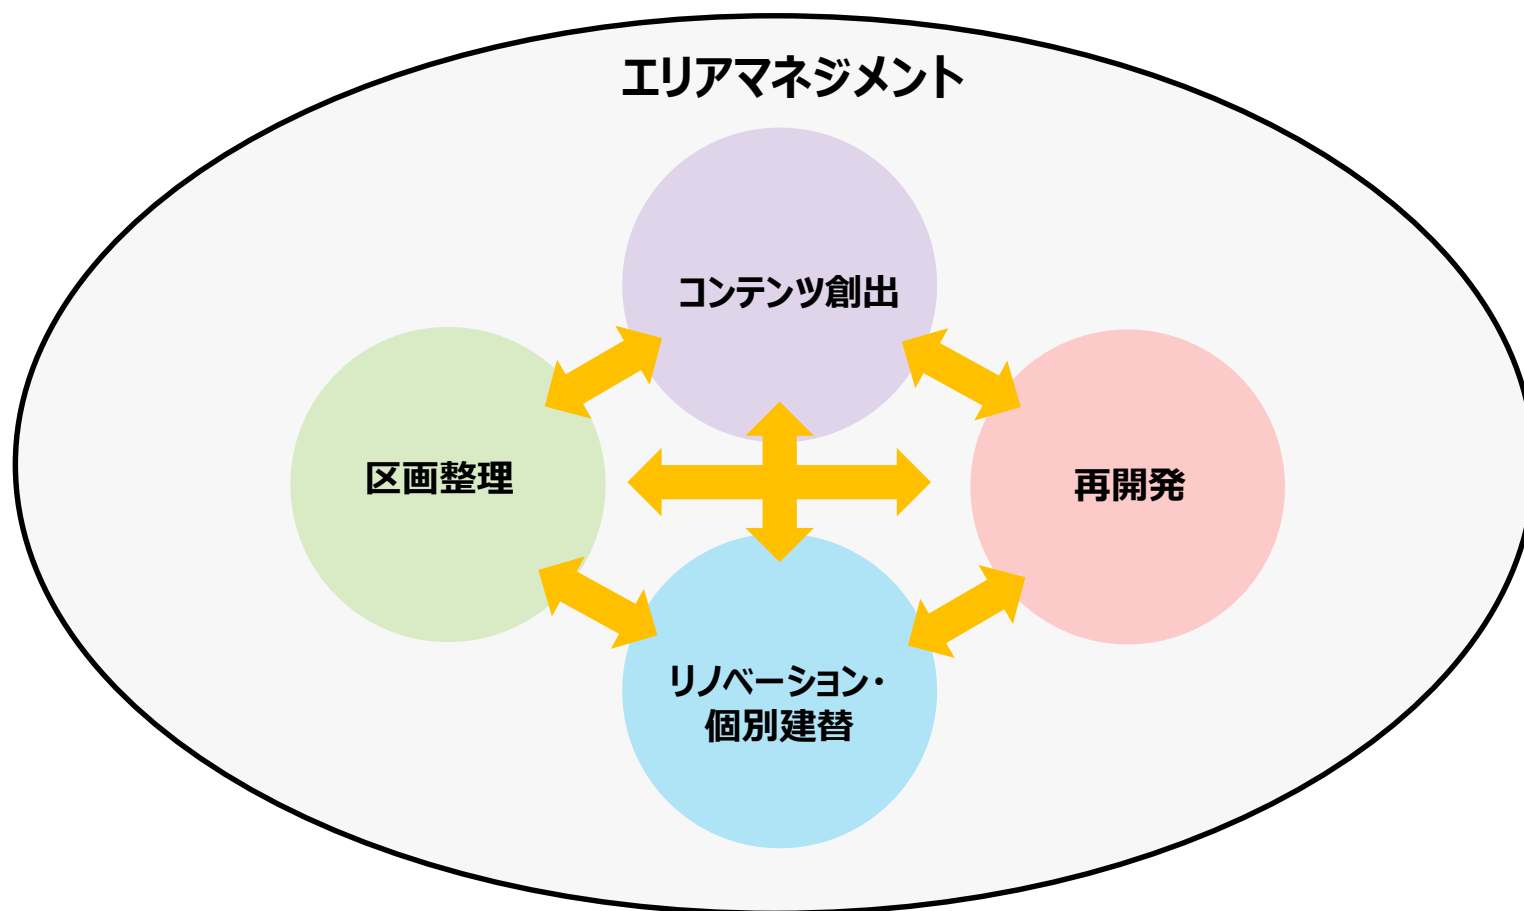 エリアマネジメント
コンテンツ創出
区画整理
再開発
リノベーション・
個別建替